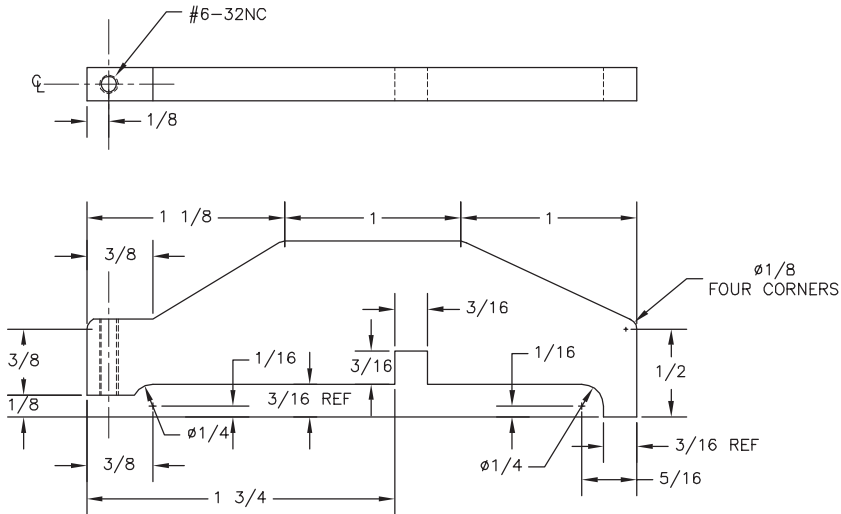 #6-32NC
℄
1/8
1 1/8
1
1
3/8
ø1/8
FOUR CORNERS
3/16
1/16
3/16
1/16
3/8
1/2
1/8
3/16 REF
ø1/4
3/16 REF
ø1/4
3/8
5/16
1 3/4